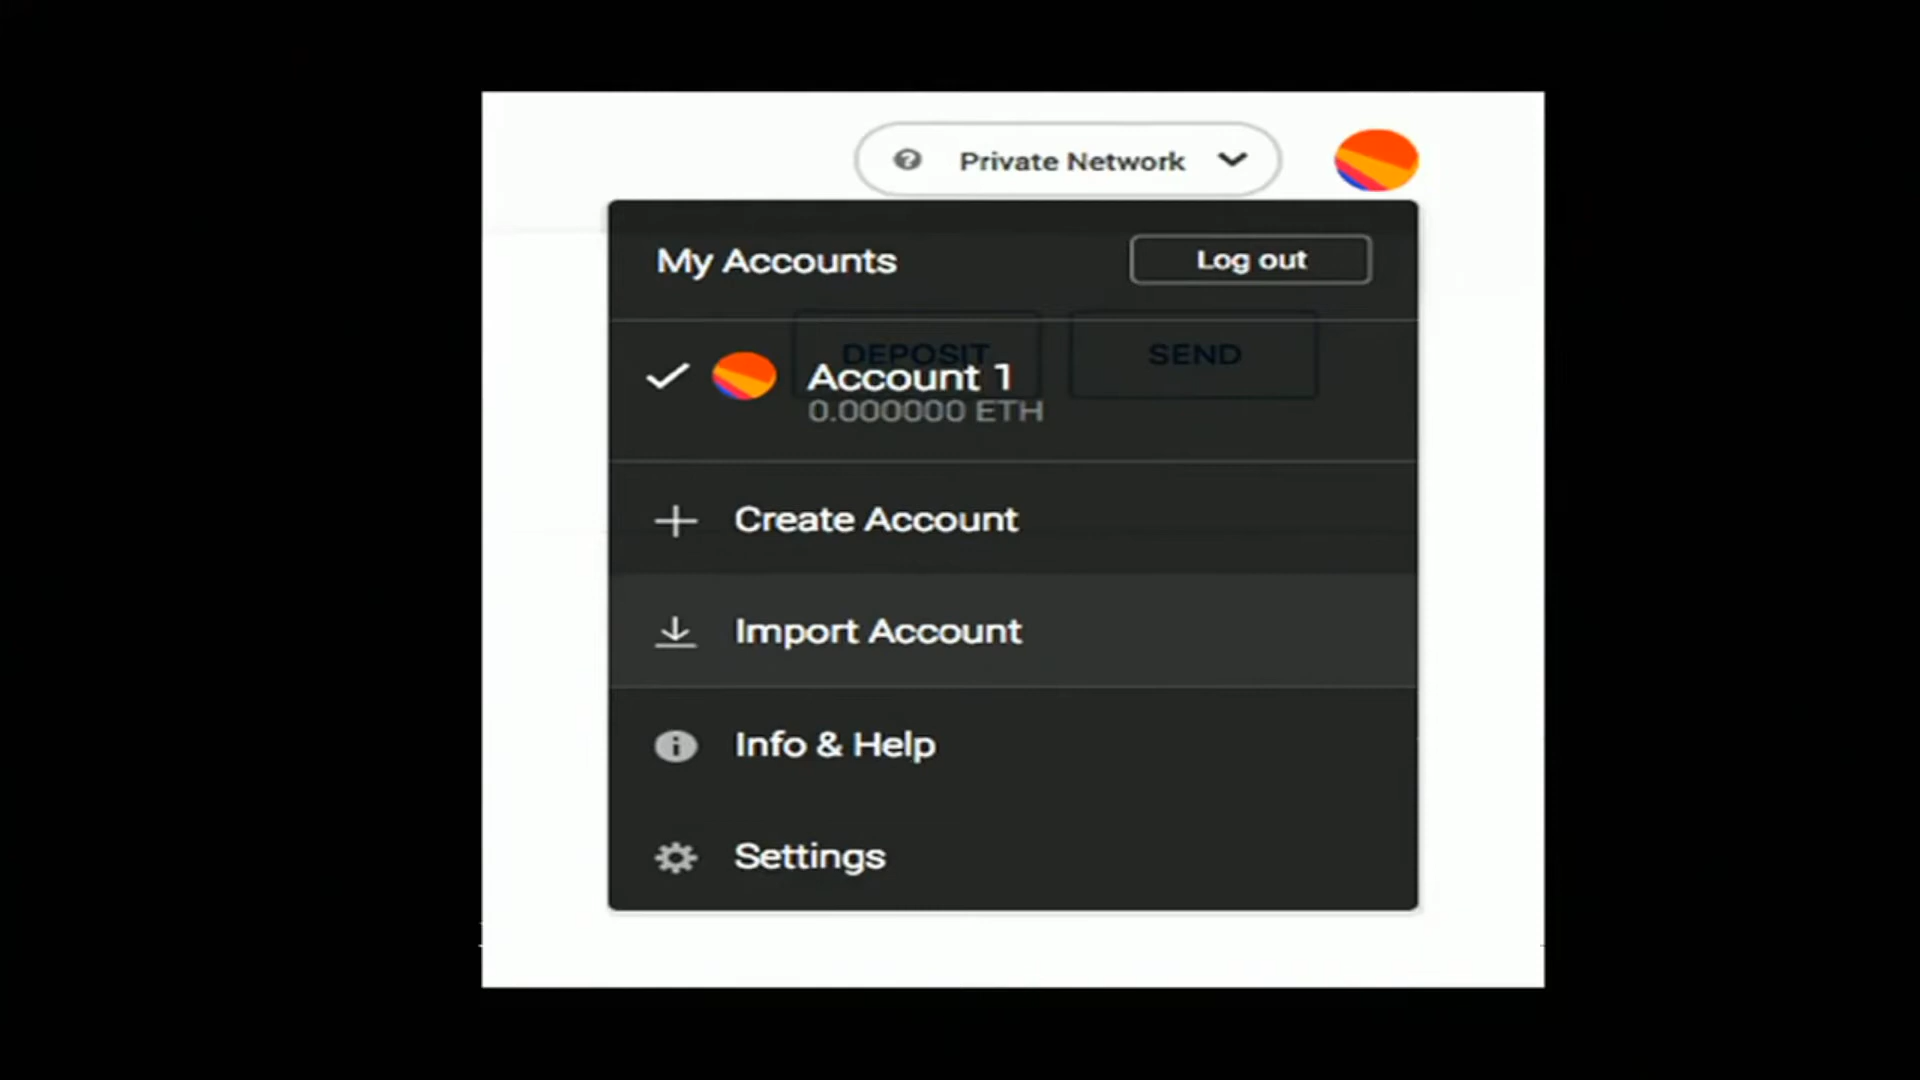 Private Network
My Accounts
Log out
DEPOSIT
SEND
Account 1
0.000000 ETH
Create Account
Import Account
Info & Help
Settings